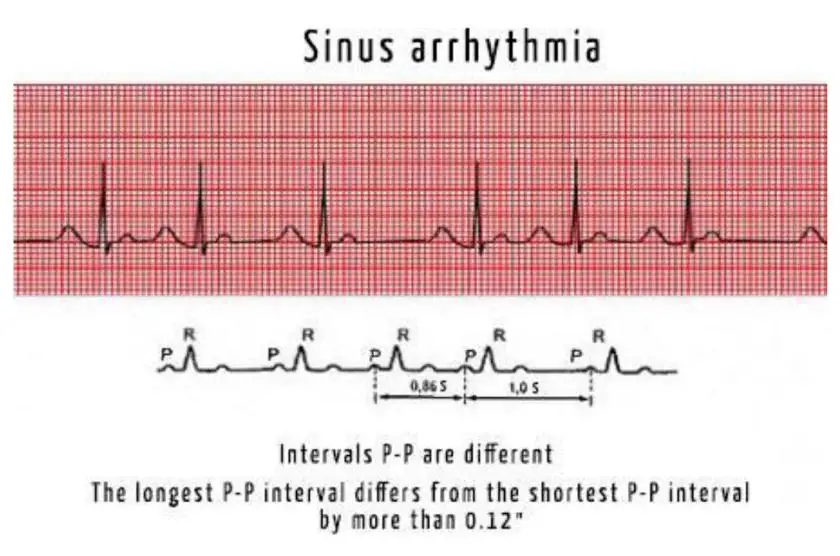 Sinus arrhythmia
R R R R R
P P P P P
0,86 S 1,0 S
Intervals P-P are different
The longest P-P interval differs from the shortest P-P interval
by more than 0.12"